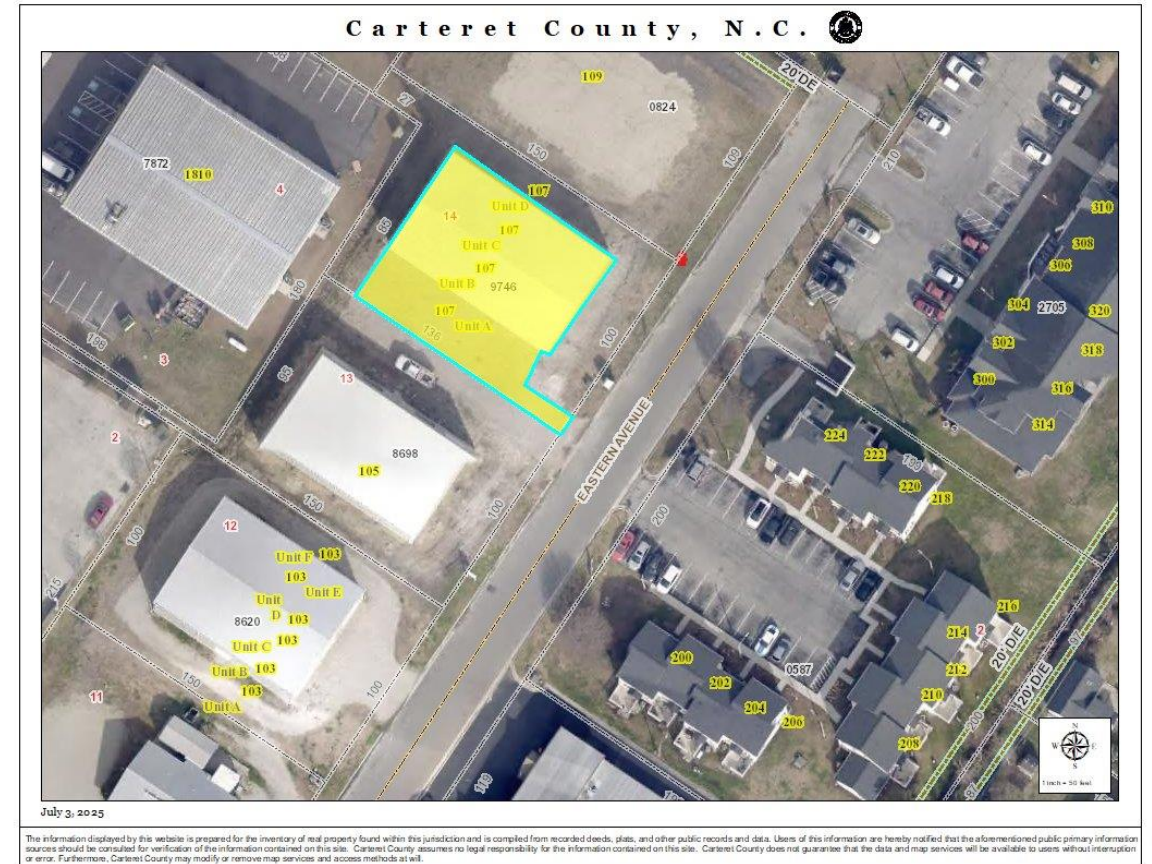 Carteret County, N.C.
20' DE
109
0824
27
150
100
210
7872
1810
4
107
Unit D
14
107
Unit C
85
107
Unit B
9746
107
Unit A
136
180
100
310
308
306
304
2705
320
302
318
300
316
314
198
3
95
13
8698
105
2
EASTERN AVENUE
224
222
199
220
218
150
100
200
12
100
Unit F 103
103
Unit E
Unit
D 103
8620
Unit C 103
Unit B 103
103
Unit A
215
11
150
100
216
2
214
20' D/E
212
210
208
200
202
204
206
0587
200
20' D/E
N
W E
S
1 inch = 50 feet
July 3, 2025
The information displayed by this website is prepared for the inventory of real property found within this jurisdiction and is compiled from recorded deeds, plats, and other public records and data. Users of this information are hereby notified that the aforementioned public primary information
sources should be consulted for verification of the information contained on this site. Carteret County assumes no legal responsibility for the information contained on this site. Carteret County does not guarantee that the data and map services will be available to users without interruption
or error. Furthermore, Carteret County may modify or remove map services and access methods at will.